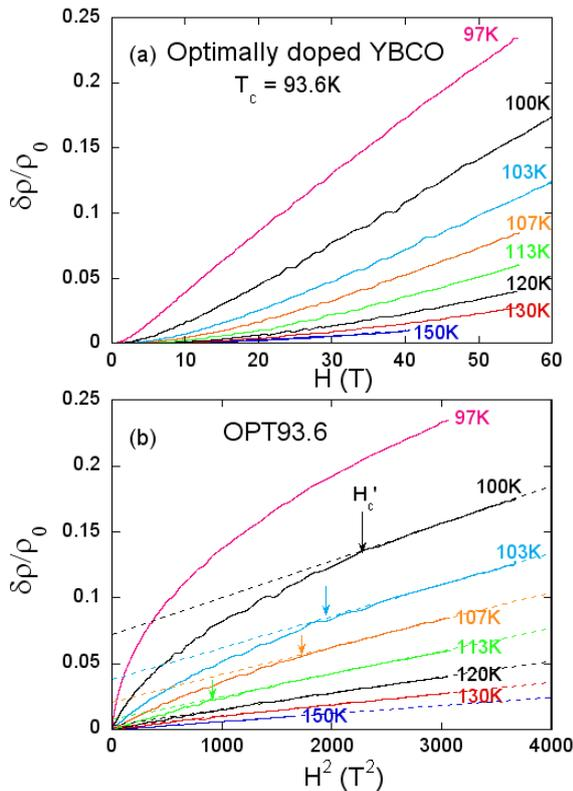 0.25
0.2
0.15
0.1
0.05
0
δρ/ρ0
(a) Optimally doped YBCO
Tc = 93.6K
97K
100K
103K
107K
113K
120K
130K
150K
0 10 20 30 40 50 60
H (T)
0.25
0.2
0.15
0.1
0.05
0
δρ/ρ0
(b) OPT93.6
97K
Hc'
100K
103K
107K
113K
120K
130K
150K
0 1000 2000 3000 4000
H² (T²)